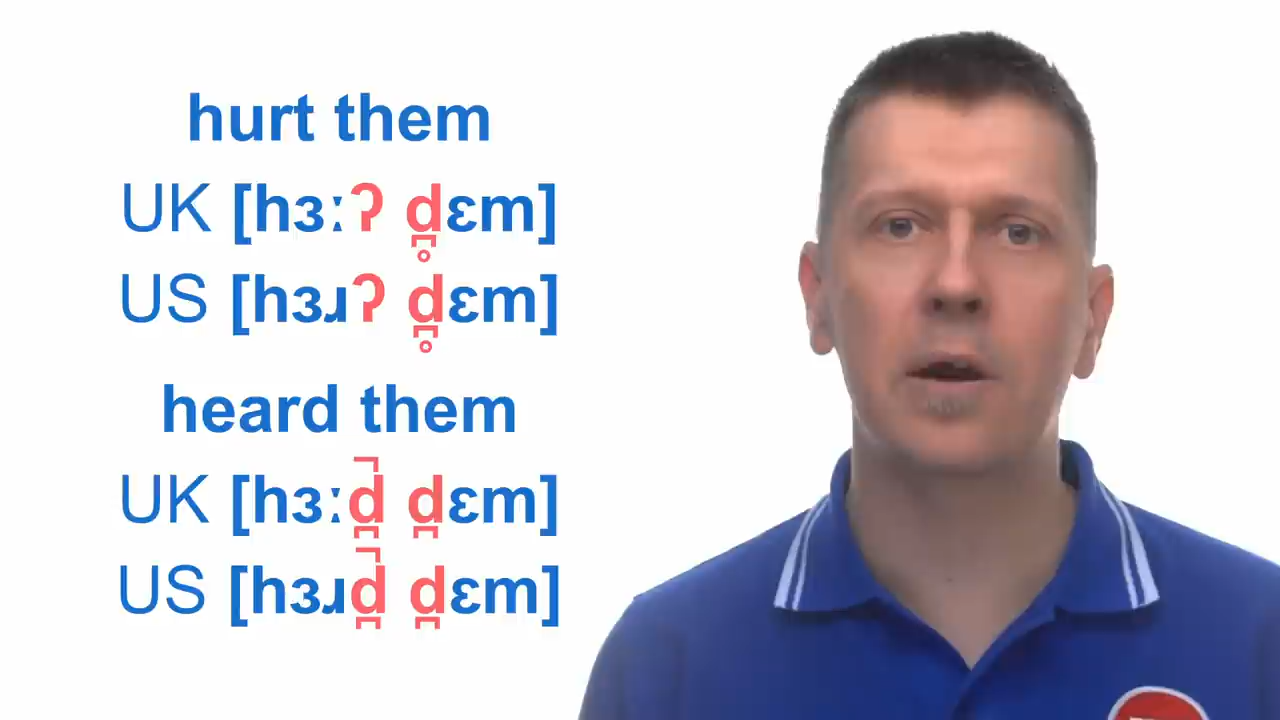 hurt them
UK [hɜːʔ d̪̥ɛm]
US [hɜɹʔ d̪̥ɛm]
heard them
UK [hɜːd̪̚ d̪ɛm]
US [hɜɹd̪̚ d̪ɛm]